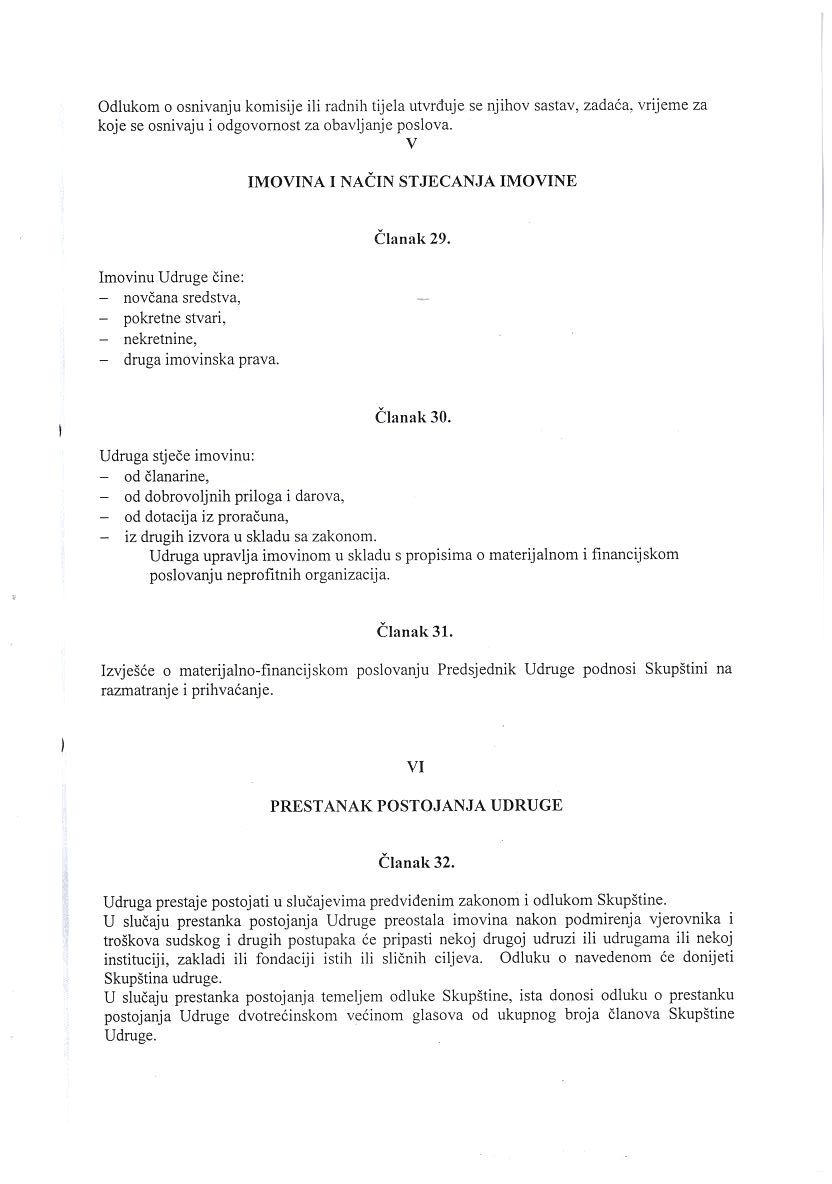 Odlukom o osnivanju komisije ili radnih tijela utvrđuje se njihov sastav, zadaća, vrijeme za
koje se osnivaju i odgovornost za obavljanje poslova.
V
IMOVINA I NAČIN STJECANJA IMOVINE
Članak 29.
Imovinu Udruge čine:
– novčana sredstva,
– pokretne stvari,
– nekretnine,
– druga imovinska prava.
Članak 30.
Udruga stječe imovinu:
– od članarine,
– od dobrovoljnih priloga i darova,
– od dotacija iz proračuna,
– iz drugih izvora u skladu sa zakonom.
Udruga upravlja imovinom u skladu s propisima o materijalnom i financijskom
poslovanju neprofitnih organizacija.
Članak 31.
Izvješće o materijalno-financijskom poslovanju Predsjednik Udruge podnosi Skupštini na
razmatranje i prihvaćanje.
VI
PRESTANAK POSTOJANJA UDRUGE
Članak 32.
Udruga prestaje postojati u slučajevima predviđenim zakonom i odlukom Skupštine.
U slučaju prestanka postojanja Udruge preostala imovina nakon podmirenja vjerovnika i
troškova sudskog i drugih postupaka će pripasti nekoj drugoj udruzi ili udrugama ili nekoj
instituciji, zakladi ili fondaciji istih ili sličnih ciljeva. Odluku o navedenom će donijeti
Skupština udruge.
U slučaju prestanka postojanja temeljem odluke Skupštine, ista donosi odluku o prestanku
postojanja Udruge dvotrećinskom većinom glasova od ukupnog broja članova Skupštine
Udruge.